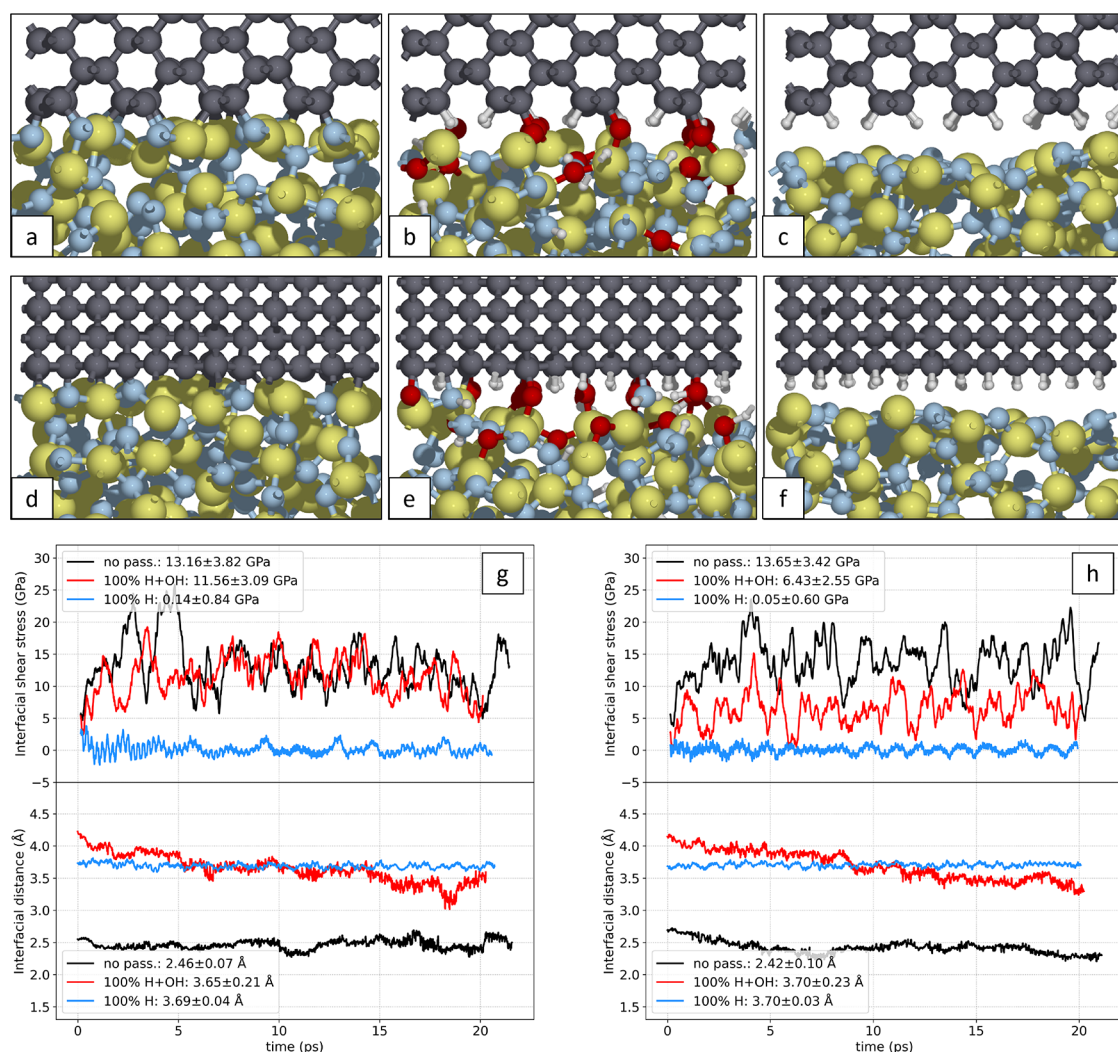 a
b
c
d
e
f
30
25
20
15
10
5
0
−5
Interfacial shear stress (GPa)
no pass.: 13.16±3.82 GPa
100% H+OH: 11.56±3.09 GPa
100% H: 0.14±0.84 GPa
g
4.5
4.0
3.5
3.0
2.5
2.0
1.5
Interfacial distance (Å)
no pass.: 2.46±0.07 Å
100% H+OH: 3.65±0.21 Å
100% H: 3.69±0.04 Å
0 5 10 15 20
time (ps)
30
25
20
15
10
5
0
−5
Interfacial shear stress (GPa)
no pass.: 13.65±3.42 GPa
100% H+OH: 6.43±2.55 GPa
100% H: 0.05±0.60 GPa
h
4.5
4.0
3.5
3.0
2.5
2.0
1.5
Interfacial distance (Å)
no pass.: 2.42±0.10 Å
100% H+OH: 3.70±0.23 Å
100% H: 3.70±0.03 Å
0 5 10 15 20
time (ps)